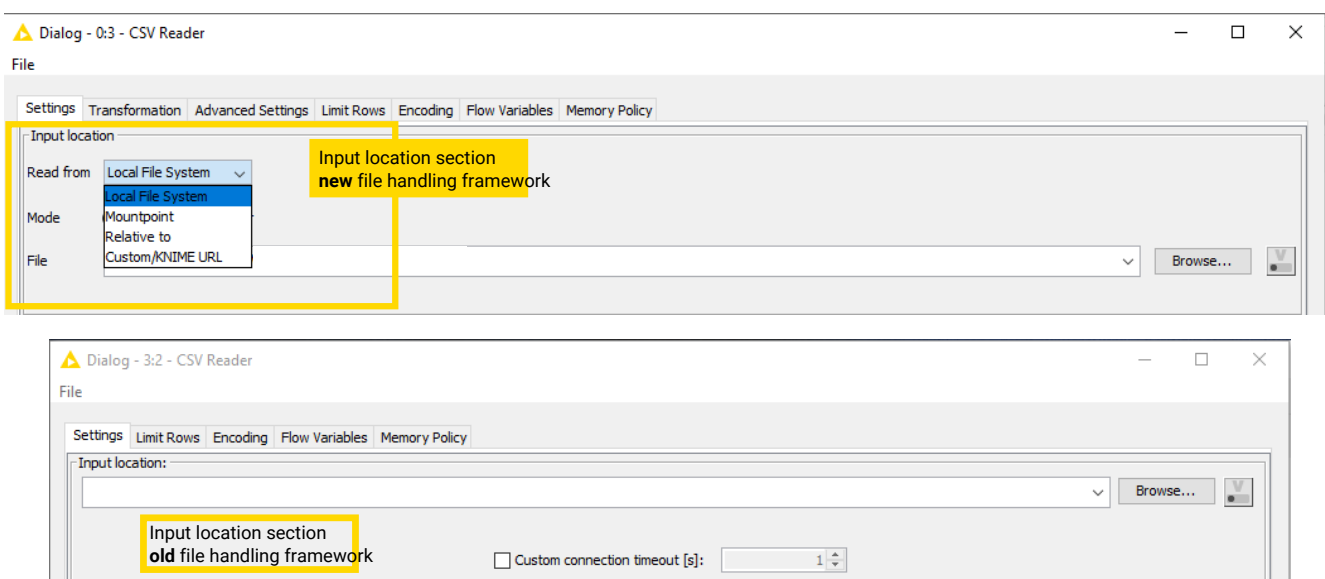 Dialog - 0:3 - CSV Reader
File
Settings Transformation Advanced Settings Limit Rows Encoding Flow Variables Memory Policy
Input location
Read from Local File System
Local File System
Mode Mountpoint
Relative to
File Custom/KNIME URL Browse... V
Input location section
new file handling framework
Dialog - 3:2 - CSV Reader
File
Settings Limit Rows Encoding Flow Variables Memory Policy
Input location:
Browse... V
Input location section
old file handling framework
Custom connection timeout [s]: 1